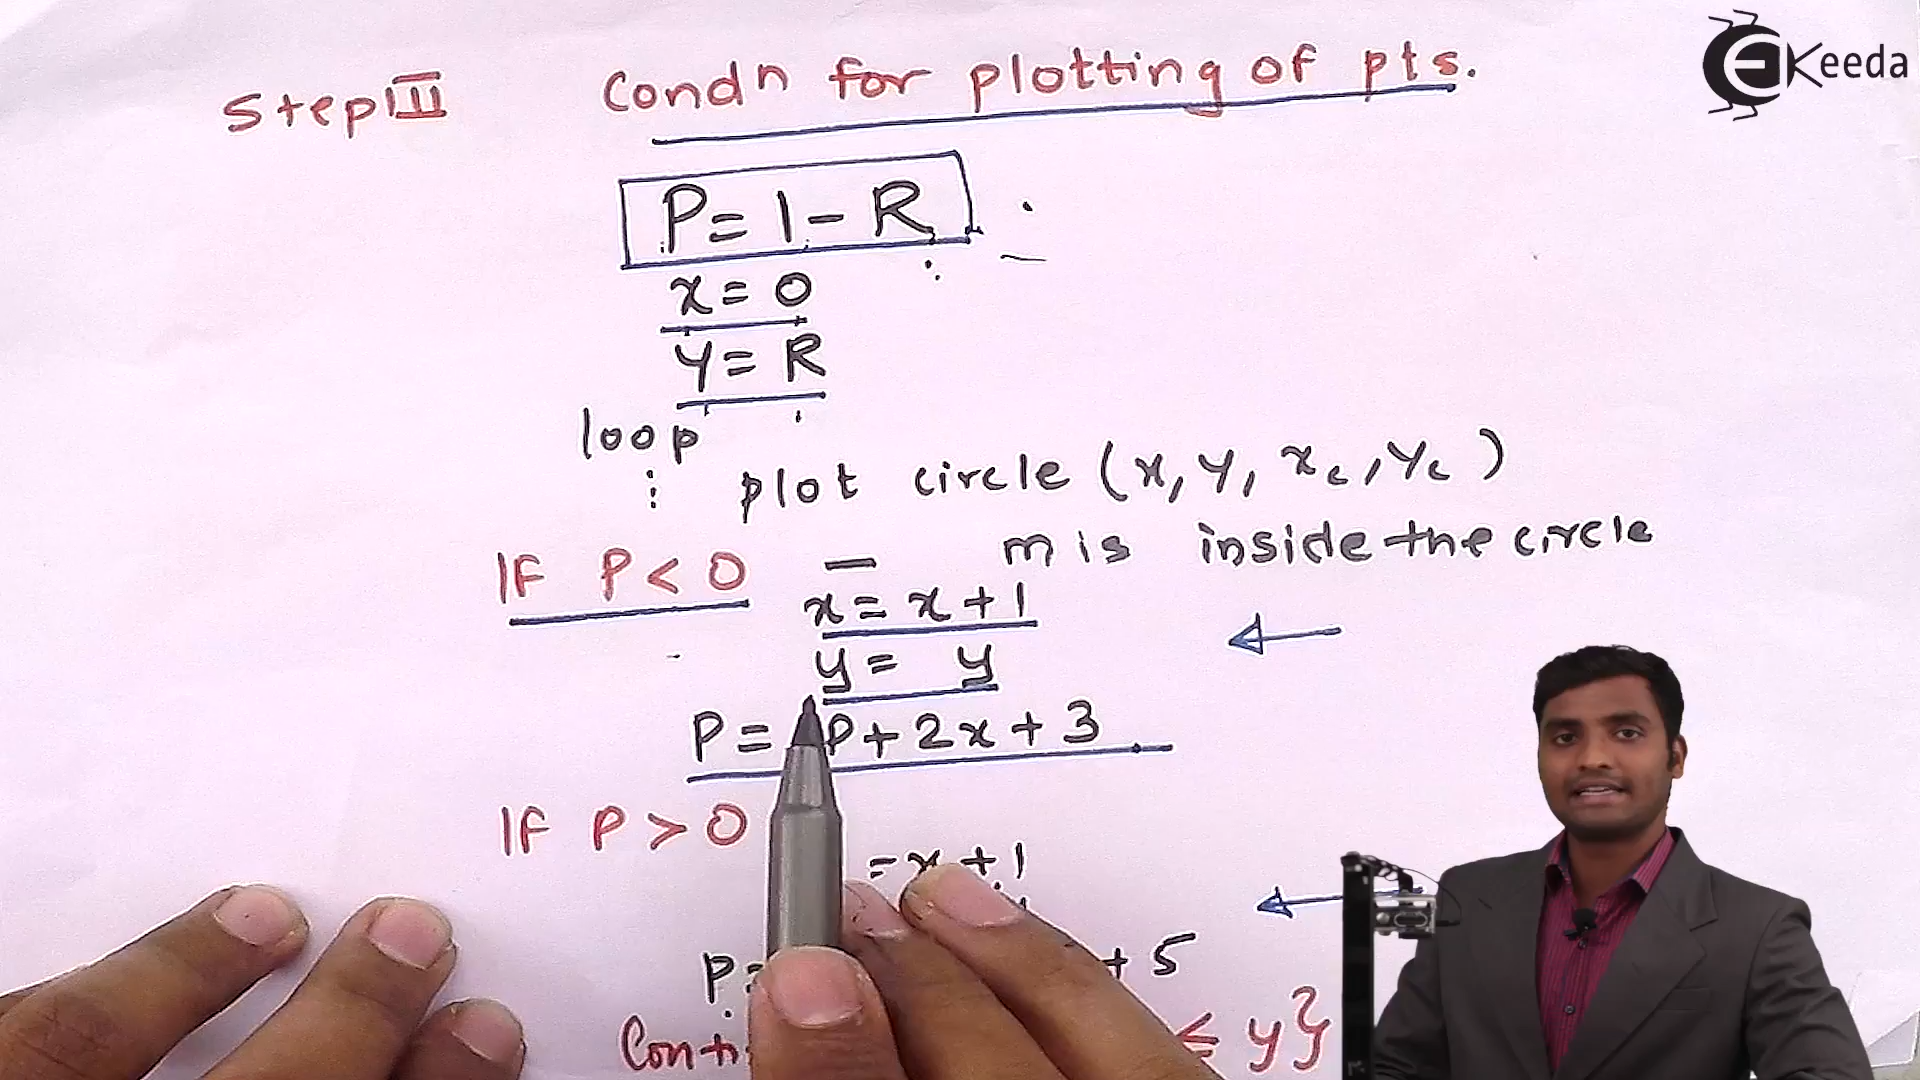 Keeda
Step III Condn for plotting of pts.
P = 1 - R
x = 0
y = R
loop
plot circle (x, y, xc, yc)
m is inside the circle
IF P < 0
x = x + 1
y = y
P = P + 2x + 3
IF P > 0
= x + 1
P = + 5
≤ y}